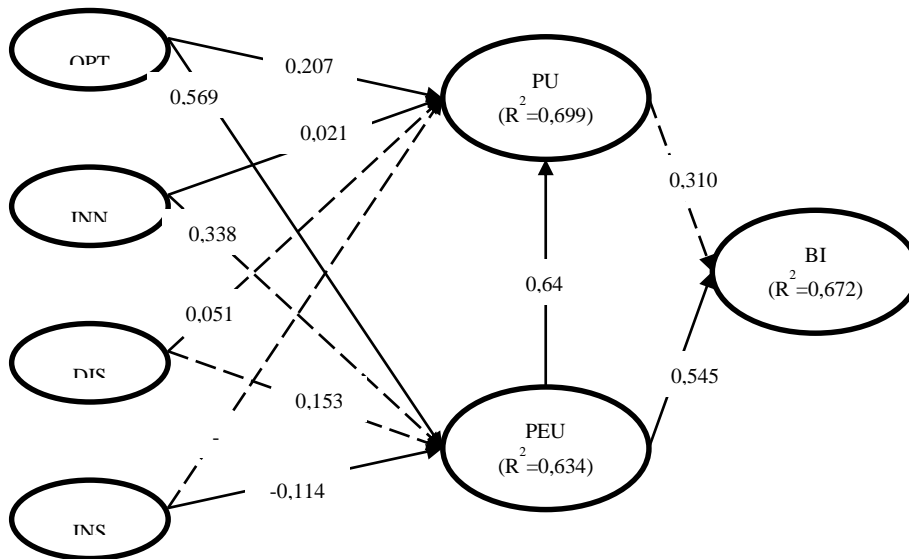 OPT
0,207
PU
(R²=0,699)
0,569
0,021
INN
0,310
0,338
BI
(R²=0,672)
0,64
0,051
DIS
0,153
0,545
PEU
(R²=0,634)
-
-0,114
INS